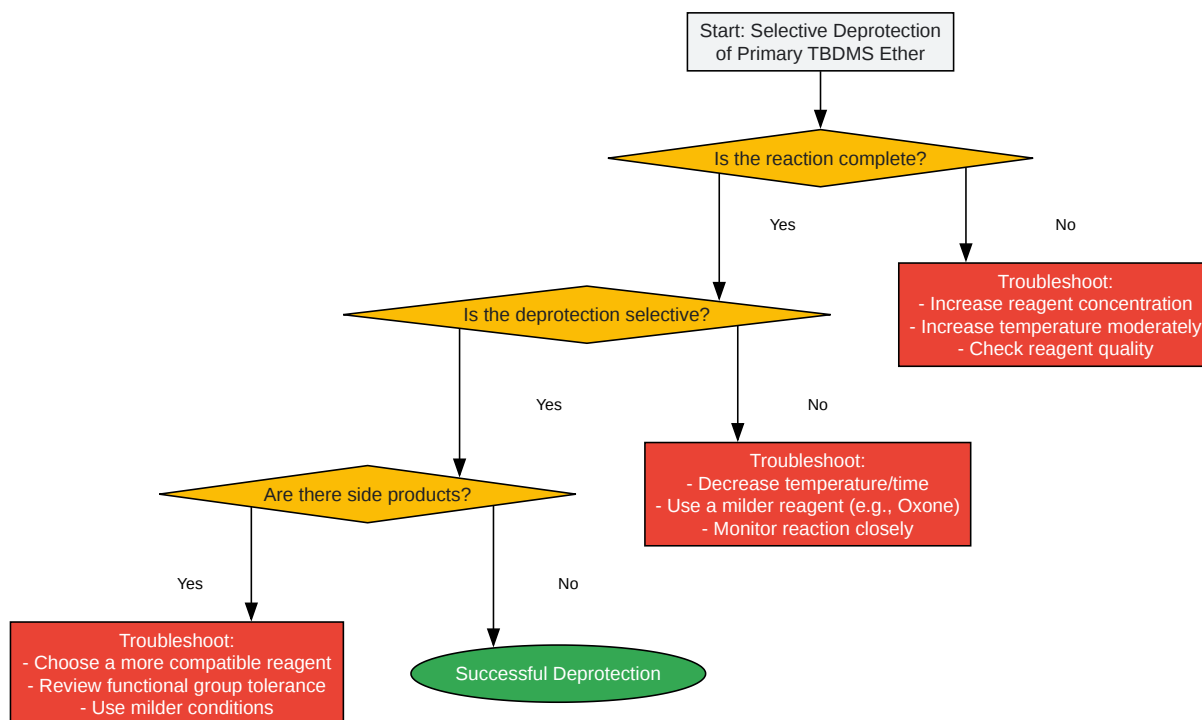 Start: Selective Deprotection
of Primary TBDMS Ether
Is the reaction complete?
Yes
No
Troubleshoot:
- Increase reagent concentration
- Increase temperature moderately
- Check reagent quality
Is the deprotection selective?
Yes
No
Troubleshoot:
- Decrease temperature/time
- Use a milder reagent (e.g., Oxone)
- Monitor reaction closely
Are there side products?
Yes
No
Troubleshoot:
- Choose a more compatible reagent
- Review functional group tolerance
- Use milder conditions
Successful Deprotection